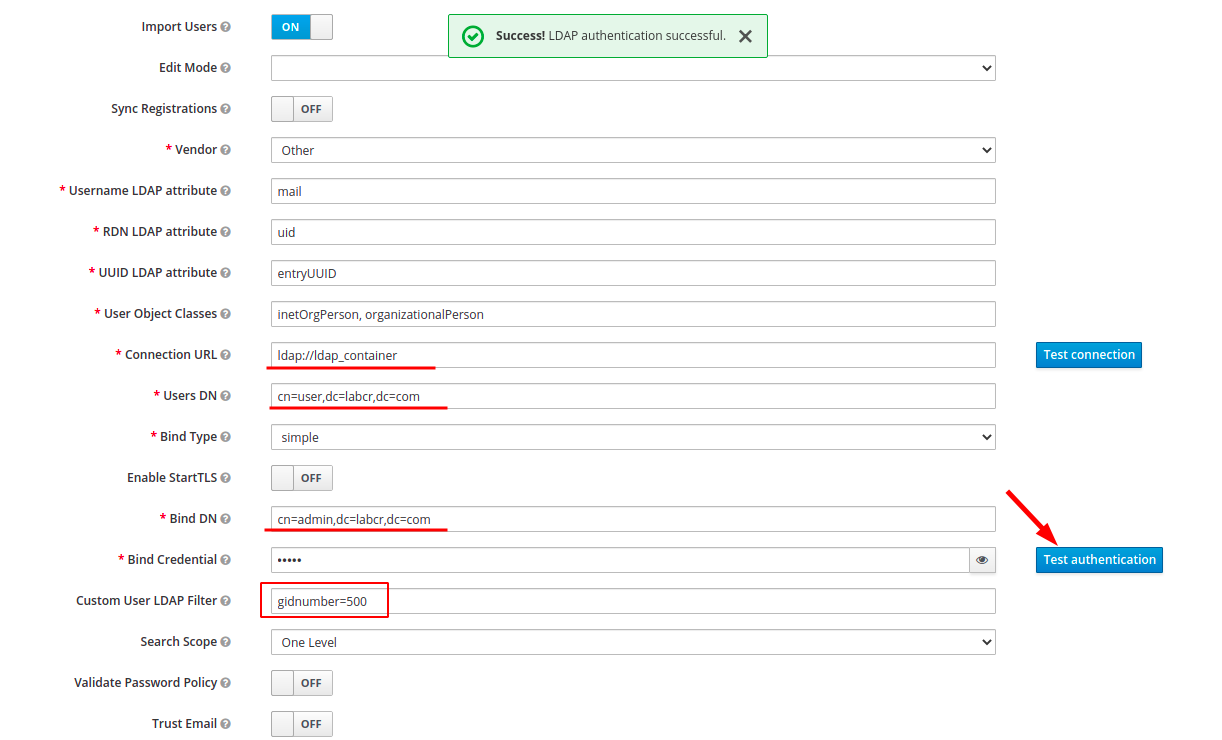 Import Users
ON
Success! LDAP authentication successful.
Edit Mode
Sync Registrations
OFF
* Vendor
Other
* Username LDAP attribute
mail
* RDN LDAP attribute
uid
* UUID LDAP attribute
entryUUID
* User Object Classes
inetOrgPerson, organizationalPerson
* Connection URL
ldap://ldap_container
Test connection
* Users DN
cn=user,dc=labcr,dc=com
* Bind Type
simple
Enable StartTLS
OFF
* Bind DN
cn=admin,dc=labcr,dc=com
* Bind Credential
•••••
Test authentication
Custom User LDAP Filter
gidnumber=500
Search Scope
One Level
Validate Password Policy
OFF
Trust Email
OFF